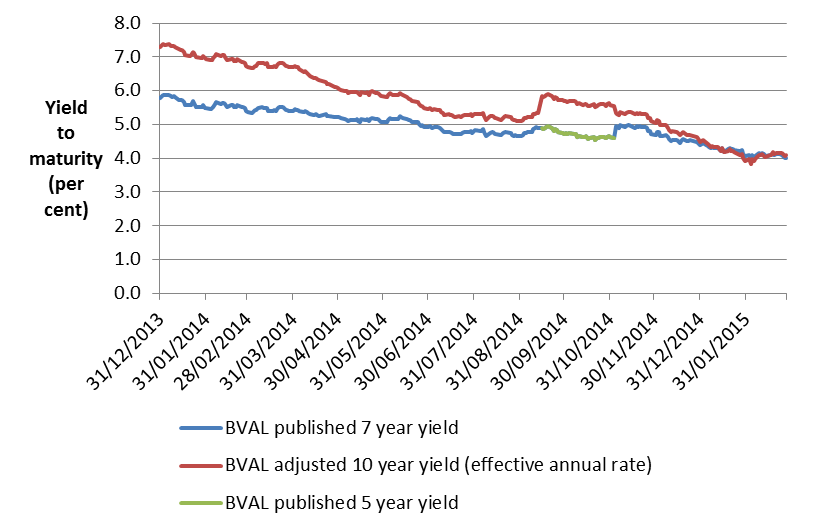 8.0
7.0
6.0
5.0
4.0
3.0
2.0
1.0
0.0
Yield
to
maturity
(per
cent)
31/12/2013
31/01/2014
28/02/2014
31/03/2014
30/04/2014
31/05/2014
30/06/2014
31/07/2014
31/08/2014
30/09/2014
31/10/2014
30/11/2014
31/12/2014
31/01/2015
BVAL published 7 year yield
BVAL adjusted 10 year yield (effective annual rate)
BVAL published 5 year yield